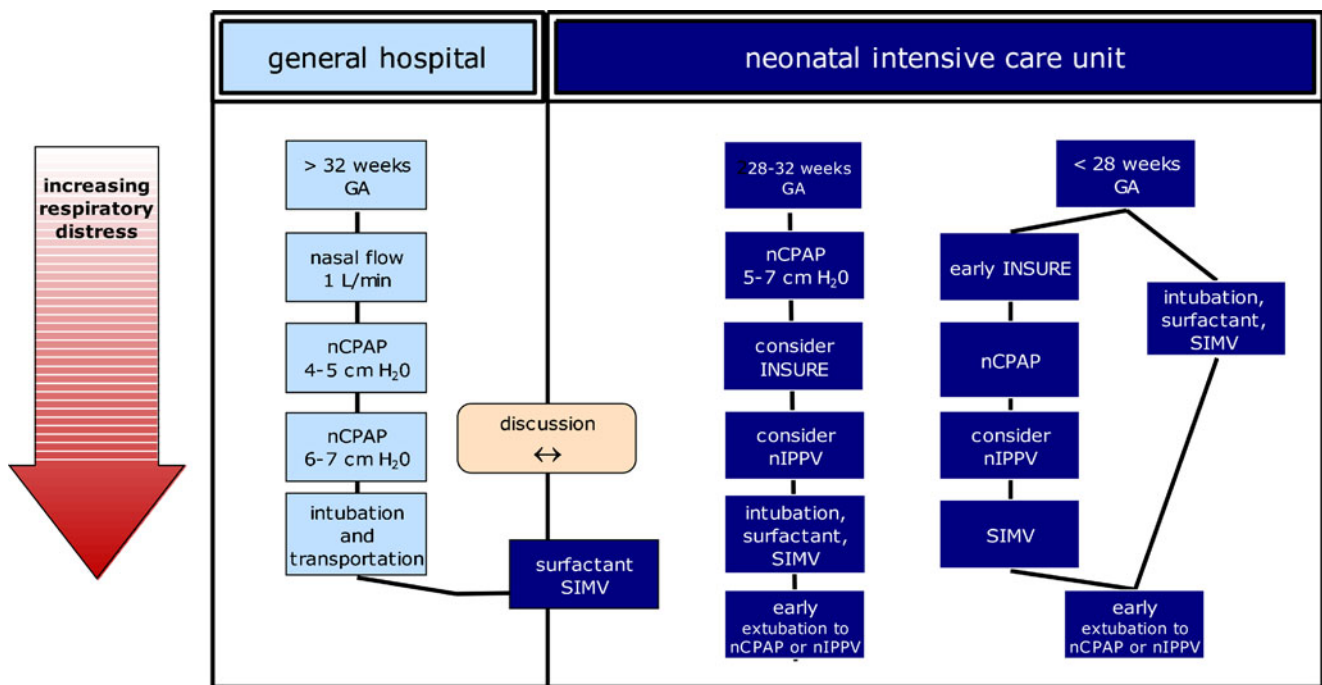 general hospital
neonatal intensive care unit
increasing
respiratory
distress
> 32 weeks
GA
nasal flow
1 L/min
nCPAP
4-5 cm H₂0
nCPAP
6-7 cm H₂0
intubation
and
transportation
discussion
↔
surfactant
SIMV
228-32 weeks
GA
nCPAP
5-7 cm H₂0
consider
INSURE
consider
nIPPV
intubation,
surfactant,
SIMV
early
extubation to
nCPAP or nIPPV
< 28 weeks
GA
early INSURE
nCPAP
consider
nIPPV
SIMV
intubation,
surfactant,
SIMV
early
extubation to
nCPAP or nIPPV